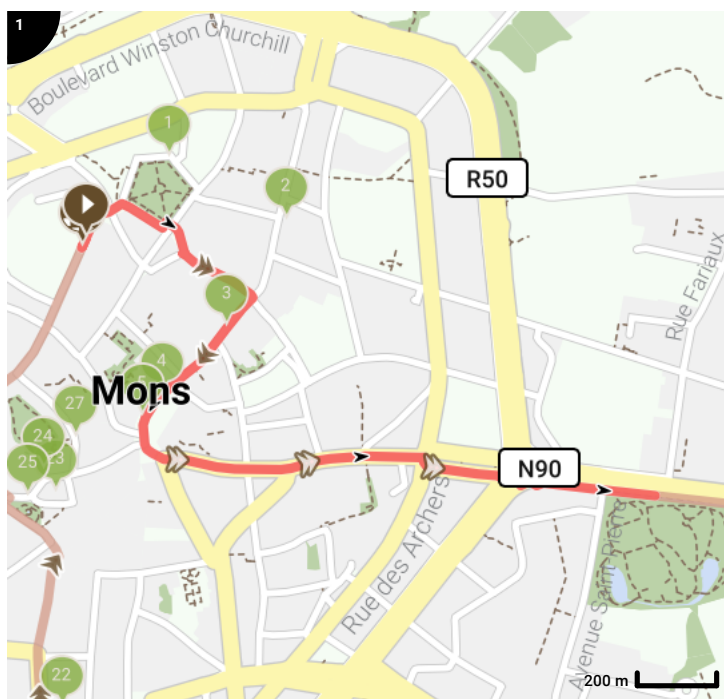 1
Boulevard Winston Churchill
1
2
R50
3
Rue Fariaux
4
Mons
27
24
25
N90
Rue des Archers
Avenue Saint-Pierre
22
200 m